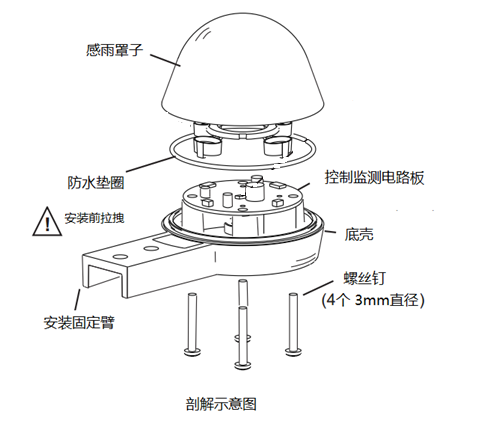 感雨罩子
防水垫圈
控制监测电路板
安装前拉拽
底壳
螺丝钉
(4个 3mm直径)
安装固定臂
剖解示意图